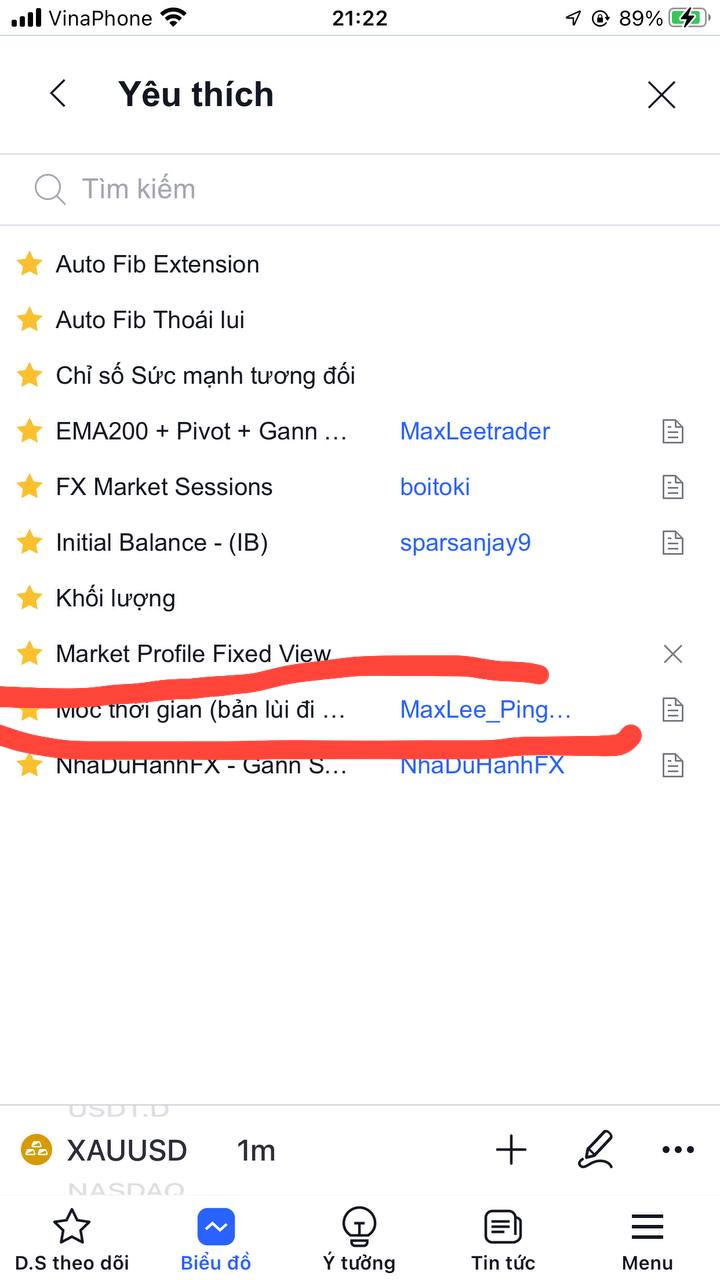 VinaPhone 21:22 89%
Yêu thích
Tìm kiếm
Auto Fib Extension
Auto Fib Thoái lui
Chỉ số Sức mạnh tương đối
EMA200 + Pivot + Gann … MaxLeetrader
FX Market Sessions boitoki
Initial Balance - (IB) sparsanjay9
Khối lượng
Market Profile Fixed View
Mốc thời gian (bản lùi đi … MaxLee_Ping…
NhaDuHanhFX - Gann S… NhaDuHanhFX
USDT.D
XAUUSD 1m
NASDAQ
D.S theo dõi Biểu đồ Ý tưởng Tin tức Menu